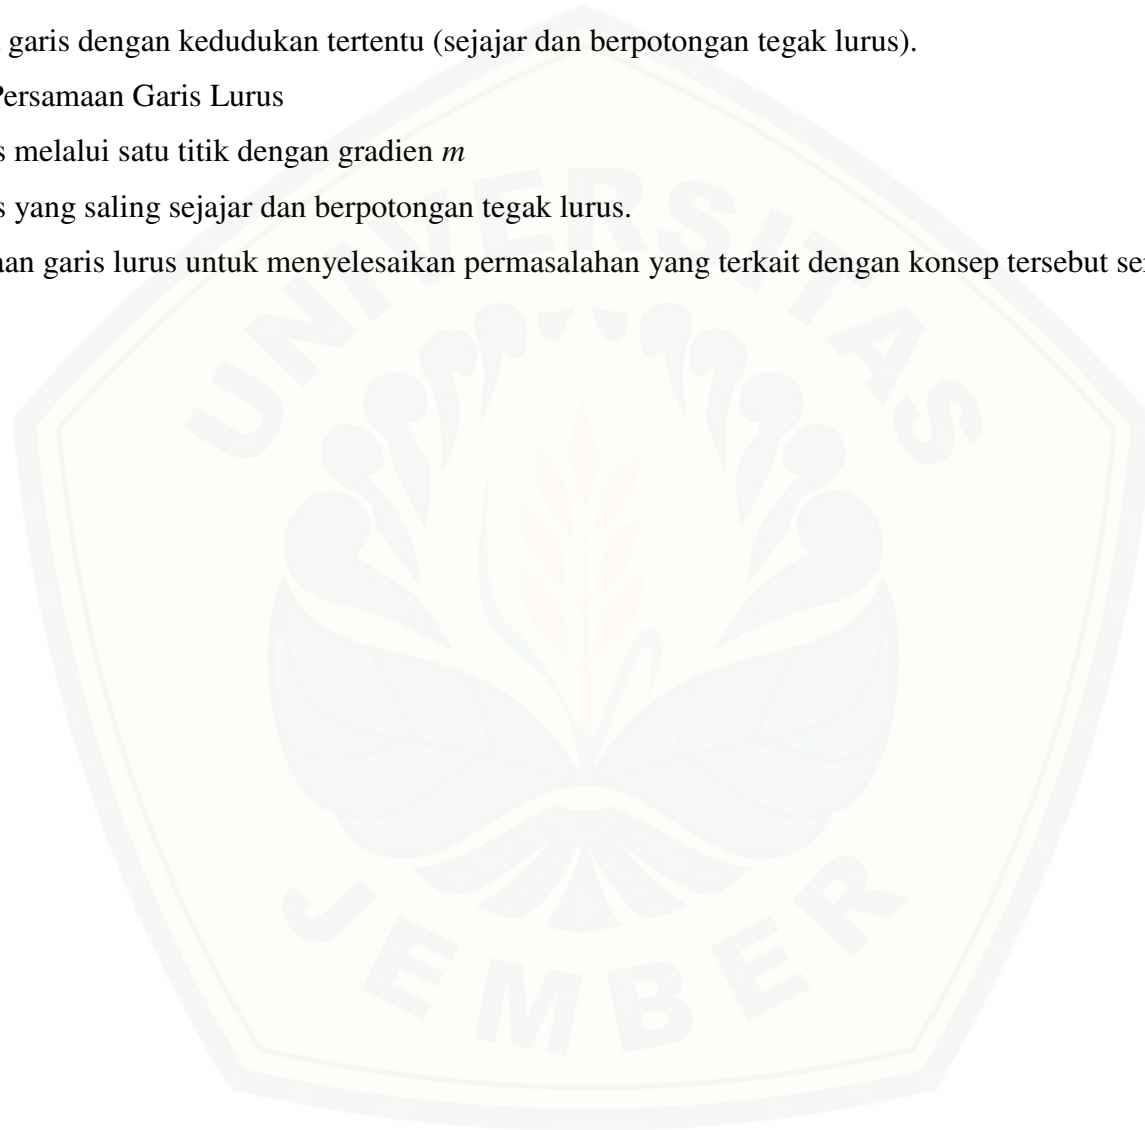 garis dengan kedudukan tertentu (sejajar dan berpotongan tegak lurus).
Persamaan Garis Lurus
s melalui satu titik dengan gradien m
s yang saling sejajar dan berpotongan tegak lurus.
aan garis lurus untuk menyelesaikan permasalahan yang terkait dengan konsep tersebut se
UNIVERSITAS
JEMBER